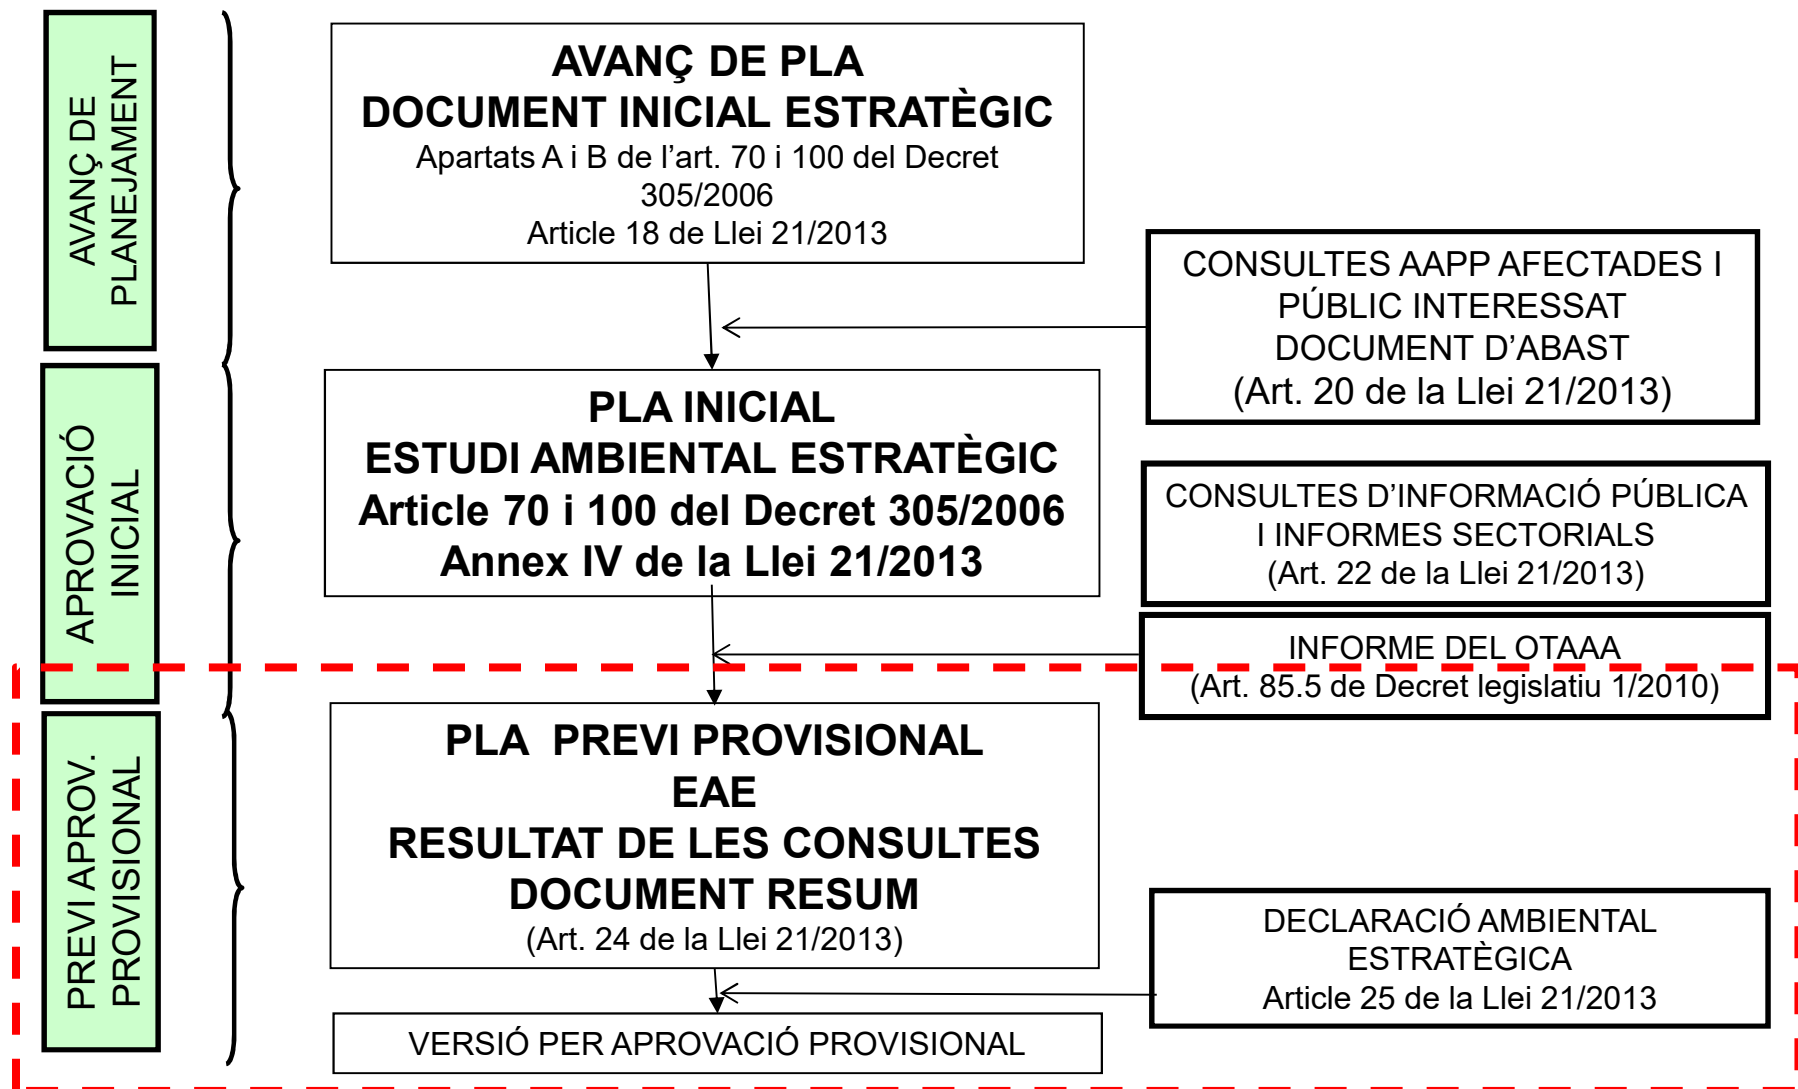 AVANÇ DE
PLANEJAMENT
AVANÇ DE PLA
DOCUMENT INICIAL ESTRATÈGIC
Apartats A i B de l’art. 70 i 100 del Decret
305/2006
Article 18 de Llei 21/2013
CONSULTES AAPP AFECTADES I
PÚBLIC INTERESSAT
DOCUMENT D’ABAST
(Art. 20 de la Llei 21/2013)
APROVACIÓ
INICIAL
PLA INICIAL
ESTUDI AMBIENTAL ESTRATÈGIC
Article 70 i 100 del Decret 305/2006
Annex IV de la Llei 21/2013
CONSULTES D’INFORMACIÓ PÚBLICA
I INFORMES SECTORIALS
(Art. 22 de la Llei 21/2013)
INFORME DEL OTAAA
(Art. 85.5 de Decret legislatiu 1/2010)
PREVI APROV.
PROVISIONAL
PLA PREVI PROVISIONAL
EAE
RESULTAT DE LES CONSULTES
DOCUMENT RESUM
(Art. 24 de la Llei 21/2013)
DECLARACIÓ AMBIENTAL
ESTRATÈGICA
Article 25 de la Llei 21/2013
VERSIÓ PER APROVACIÓ PROVISIONAL